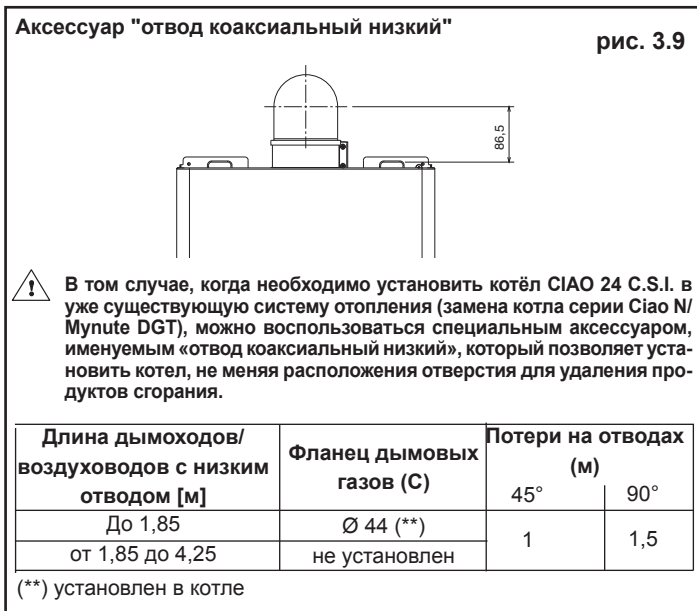 Аксессуар "отвод коаксиальный низкий"
рис. 3.9
86,5
В том случае, когда необходимо установить котёл CIAO 24 C.S.I. в
уже существующую систему отопления (замена котла серии Ciao N/
Mynute DGT), можно воспользоваться специальным аксессуаром,
именуемым «отвод коаксиальный низкий», который позволяет уста-
новить котел, не меняя расположения отверстия для удаления про-
дуктов сгорания.
Длина дымоходов/
воздуховодов с низким
отводом [м]
Фланец дымовых
газов (С)
Потери на отводах
(м)
45° 90°
До 1,85 Ø 44 (**) 1 1,5
от 1,85 до 4,25 не установлен
(**) установлен в котле